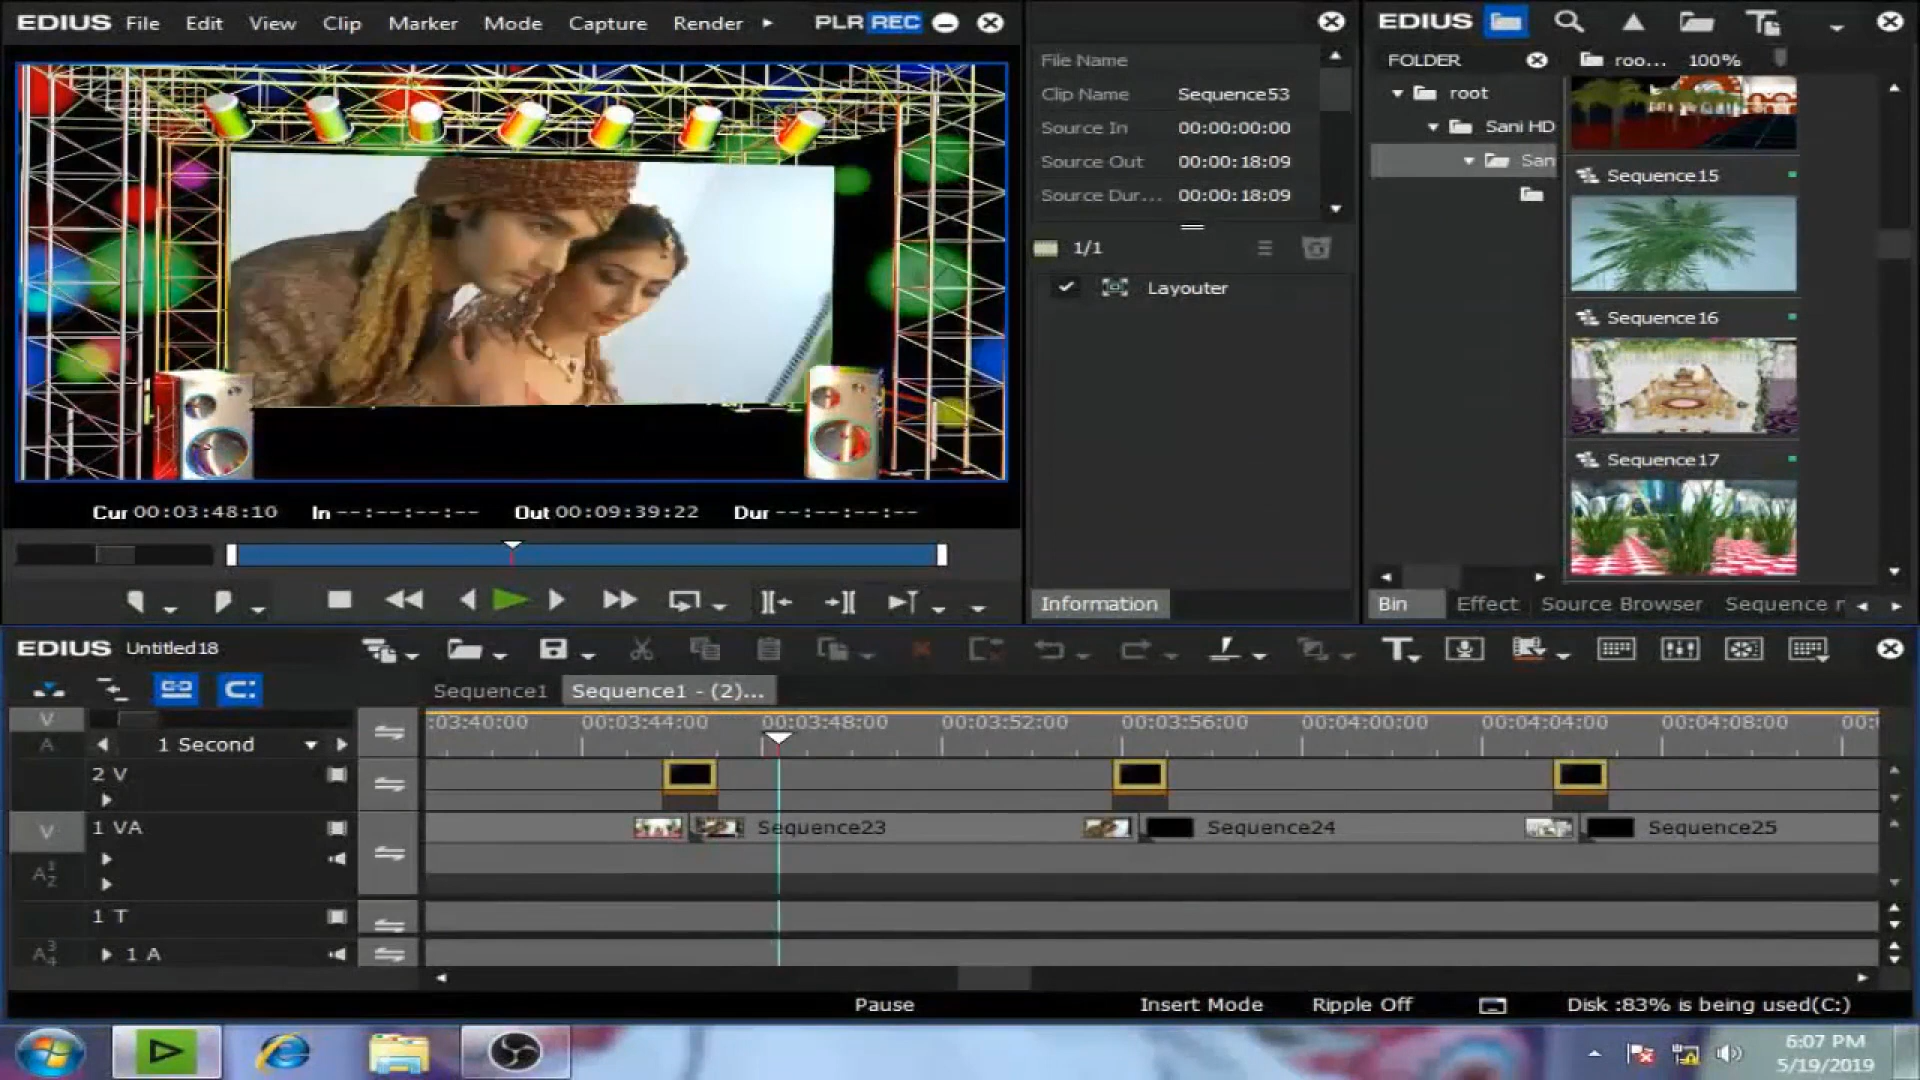 EDIUS File Edit View Clip Marker Mode Capture Render PLR REC
Cur 00:03:48:10 In --:--:--:-- Out 00:09:39:22 Dur --:--:--:--
File Name
Clip Name Sequence53
Source In 00:00:00:00
Source Out 00:00:18:09
Source Dur... 00:00:18:09
1/1
Layouter
Information
EDIUS
FOLDER roo... 100%
root
Sani HD
San
Sequence15
Sequence16
Sequence17
Bin Effect Source Browser Sequence
EDIUS Untitled18
Sequence1 Sequence1 - (2)...
V
A 1 Second
:03:40:00 00:03:44:00 00:03:48:00 00:03:52:00 00:03:56:00 00:04:00:00 00:04:04:00 00:04:08:00
2 V
V 1 VA Sequence23 Sequence24 Sequence25
A 1 2
1 T
A 3 4 1 A
Pause Insert Mode Ripple Off Disk :83% is being used(C:)
6:07 PM
5/19/2019